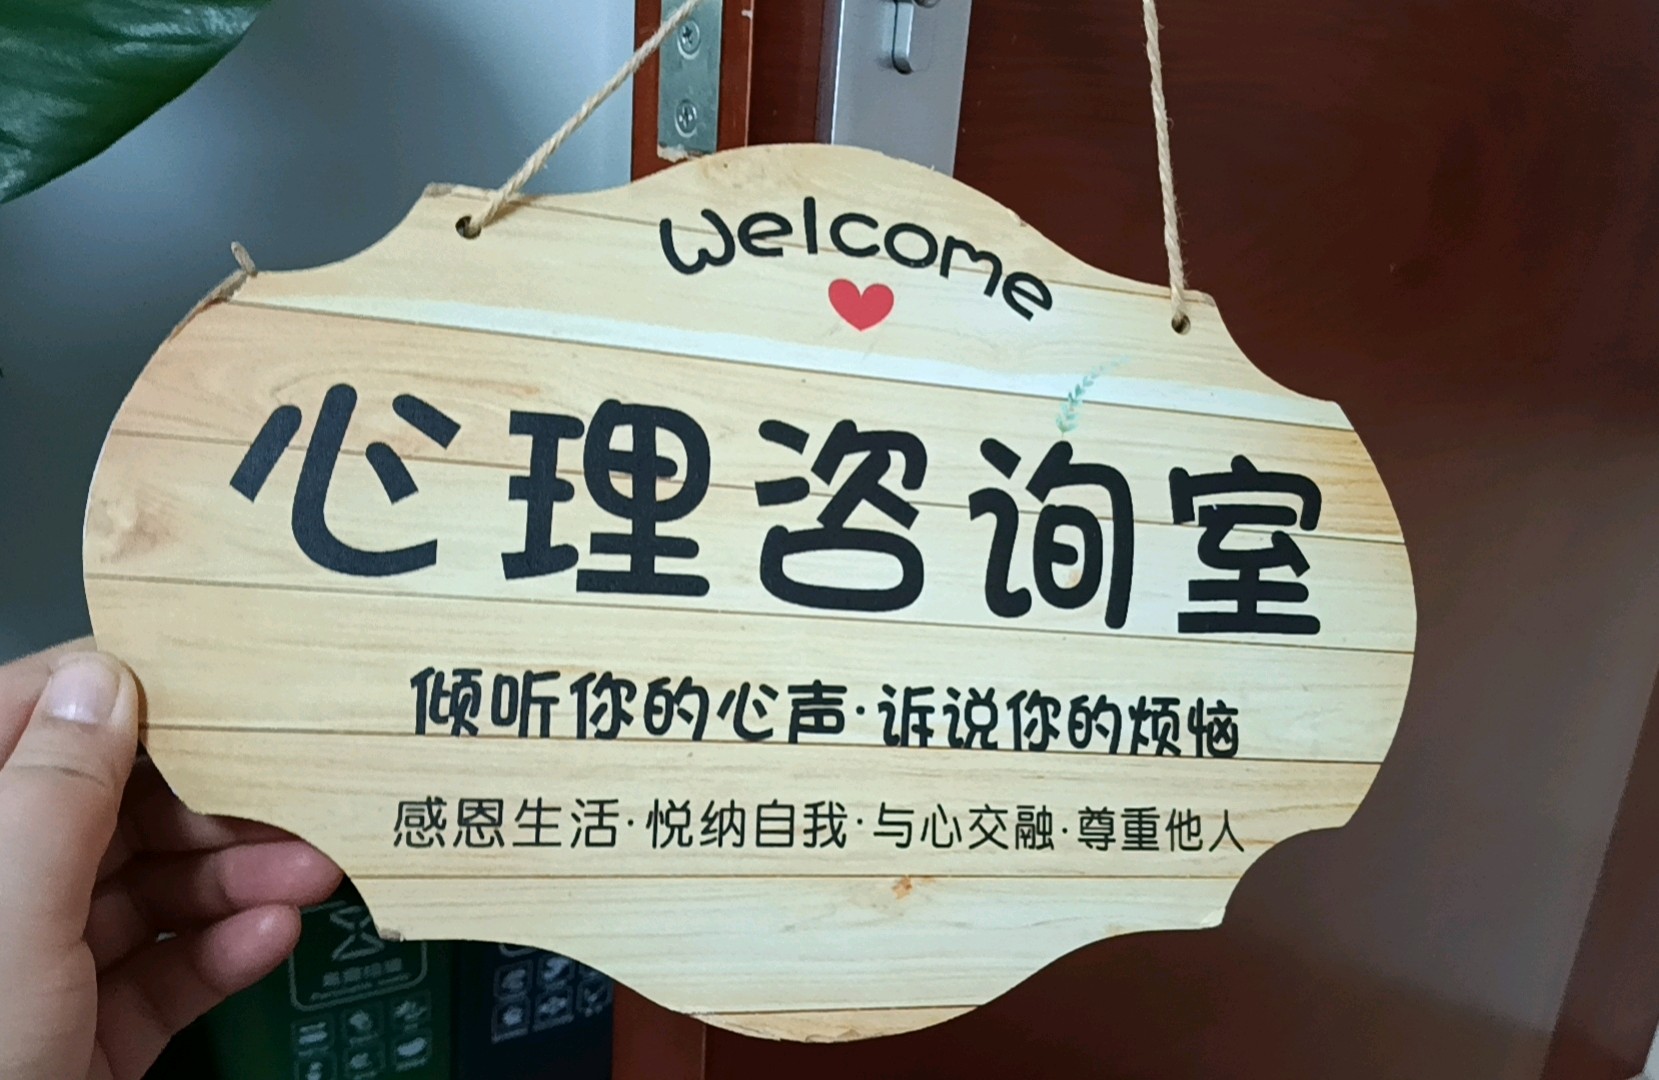 Welcome
心理咨询室
倾听你的心声·诉说你的烦恼
感恩生活·悦纳自我·与心交融·尊重他人